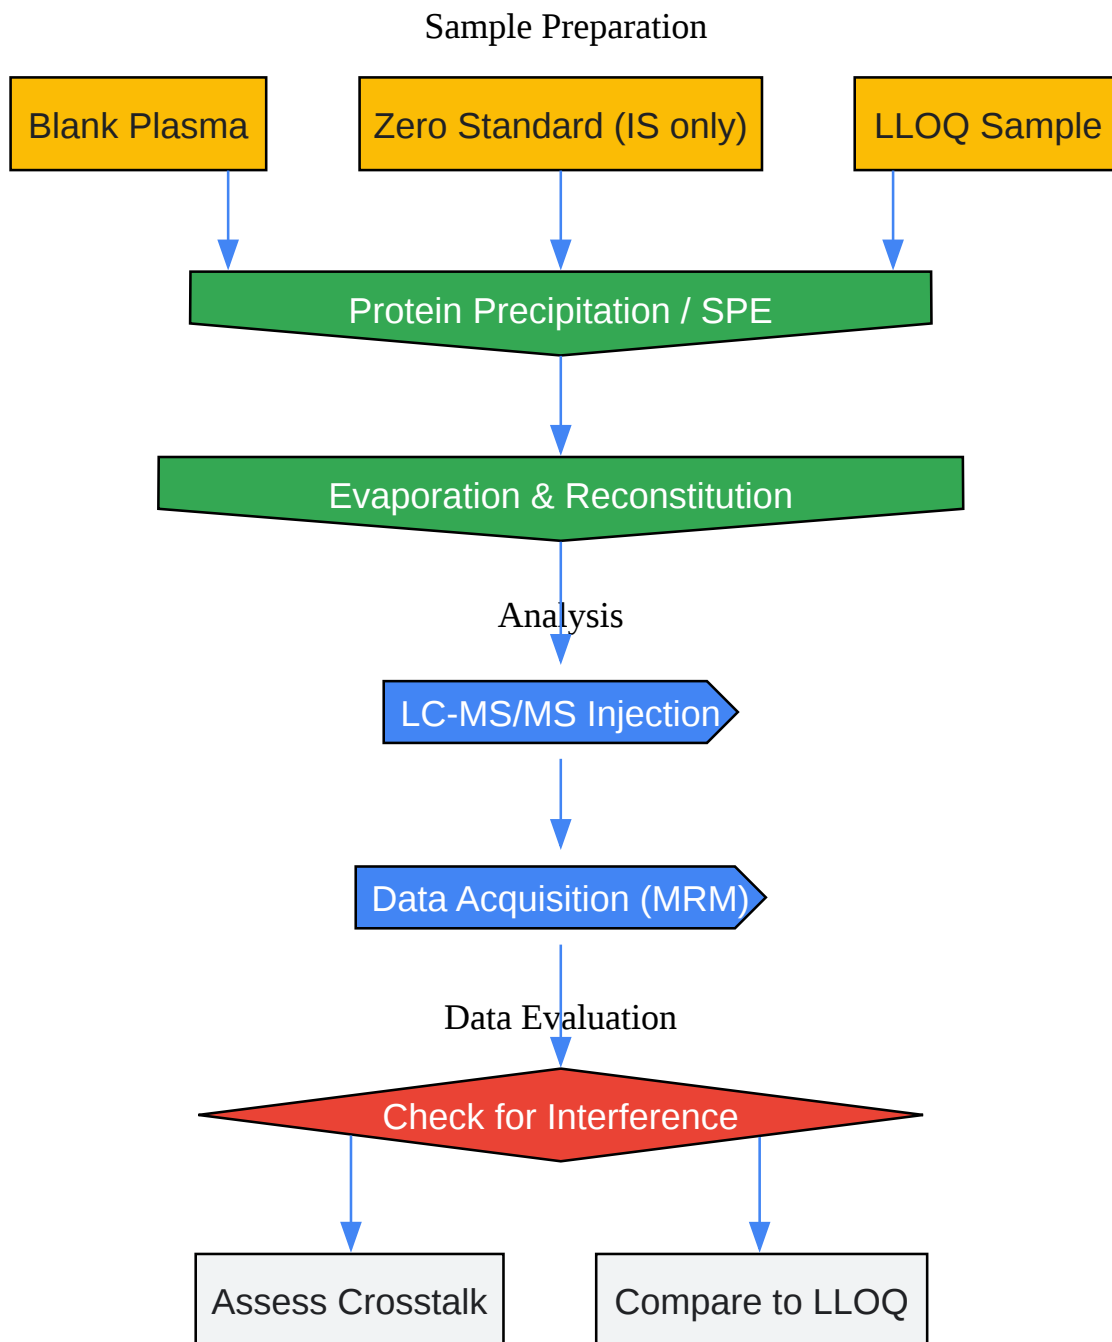 Sample Preparation
Blank Plasma
Zero Standard (IS only)
LLOQ Sample
Protein Precipitation / SPE
Evaporation & Reconstitution
Analysis
LC-MS/MS Injection
Data Acquisition (MRM)
Data Evaluation
Check for Interference
Assess Crosstalk
Compare to LLOQ